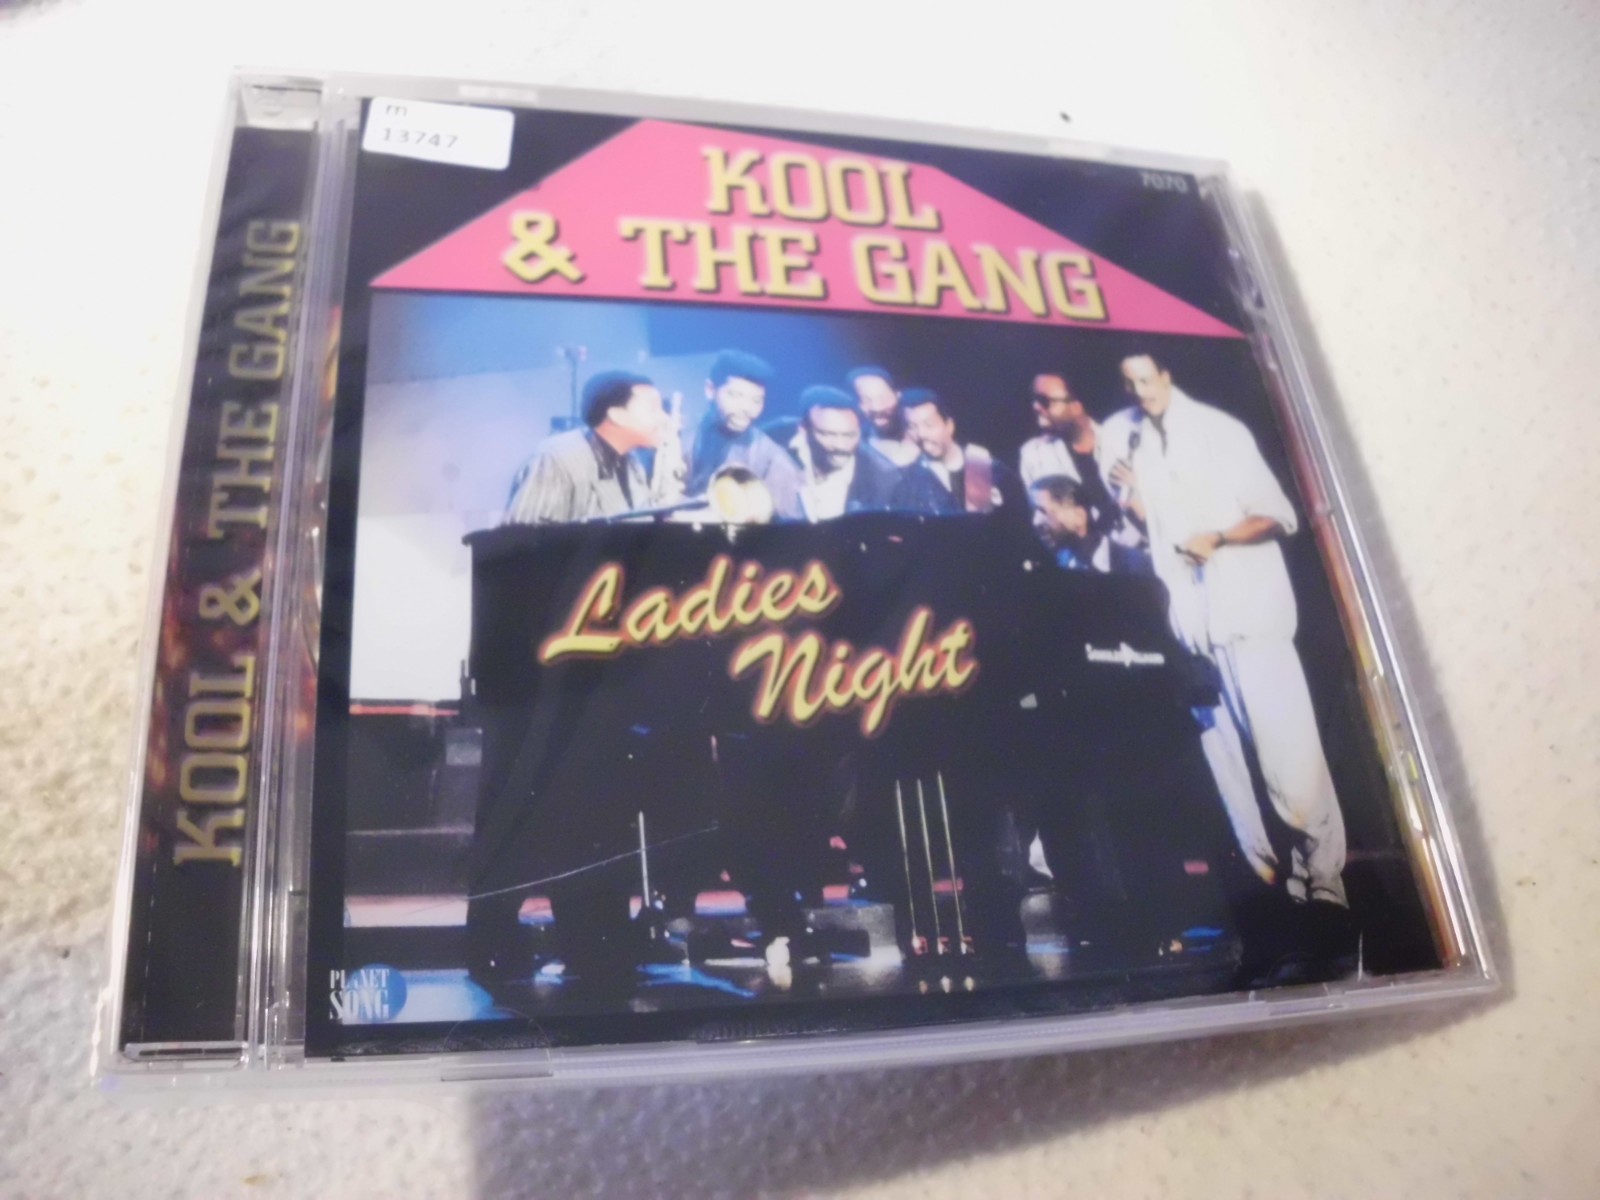 m
13747
7070
KOOL
& THE GANG
KOOL & THE GANG
Ladies
Night
PLANET
SONG